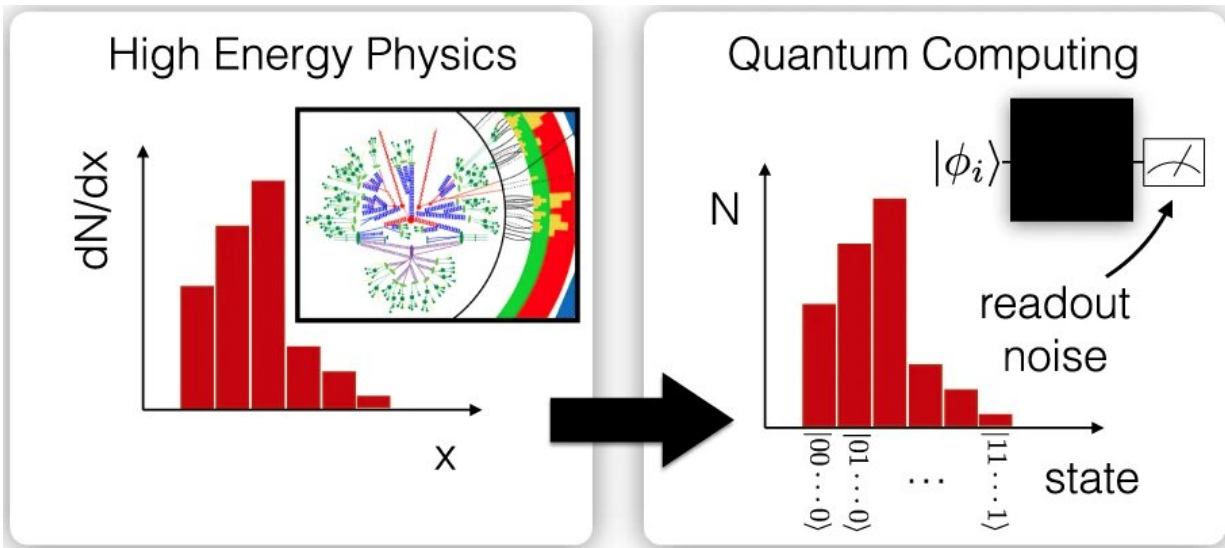 High Energy Physics
dN/dx
x
Quantum Computing
|ϕᵢ⟩
N
readout
noise
|00⋯⋯0⟩ |01⋯⋯0⟩ ⋯ |11⋯⋯1⟩
state